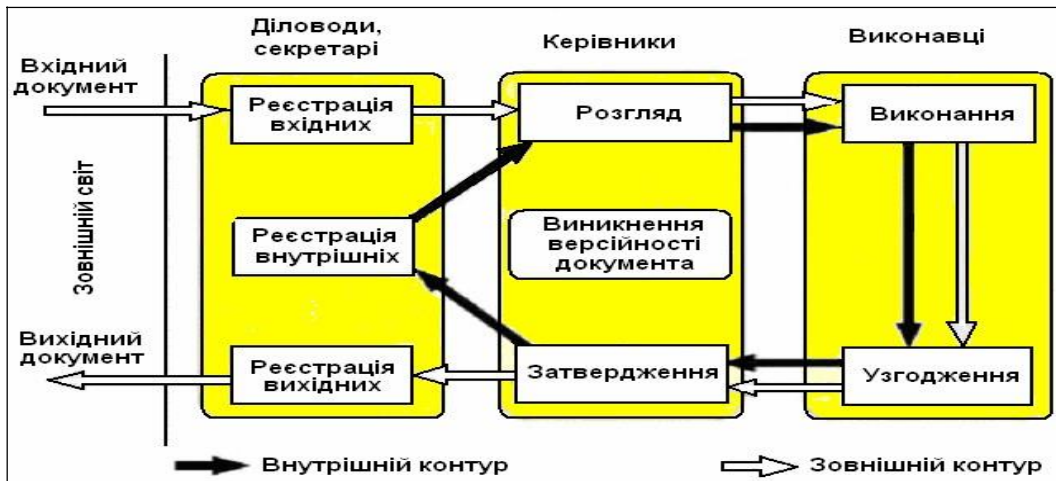 Діловоди,
секретарі
Керівники
Виконавці
Вхідний
документ
Реєстрація
вхідних
Розгляд
Виконання
Зовнішній світ
Реєстрація
внутрішніх
Виникнення
версійності
документа
Вихідний
документ
Реєстрація
вихідних
Затвердження
Узгодження
Внутрішній контур
Зовнішній контур